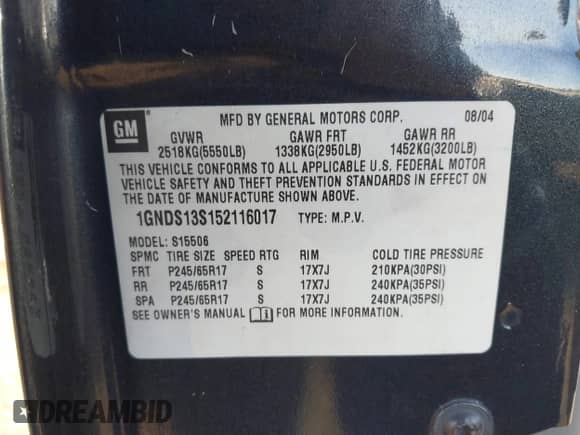 MFD BY GENERAL MOTORS CORP. 08/04
GM
GVWR GAWR FRT GAWR RR
2518KG(5550LB) 1338KG(2950LB) 1452KG(3200LB)
THIS VEHICLE CONFORMS TO ALL APPLICABLE U.S. FEDERAL MOTOR
VEHICLE SAFETY AND THEFT PREVENTION STANDARDS IN EFFECT ON
THE DATE OF MANUFACTURE SHOWN ABOVE.
1GNDS13S152116017 TYPE: M.P.V.
MODEL: S15506
SPMC TIRE SIZE SPEED RTG RIM COLD TIRE PRESSURE
FRT P245/65R17 S 17X7J 210KPA(30PSI)
RR P245/65R17 S 17X7J 240KPA(35PSI)
SPA P245/65R17 S 17X7J 240KPA(35PSI)
SEE OWNER'S MANUAL FOR MORE INFORMATION.
DREAMBID